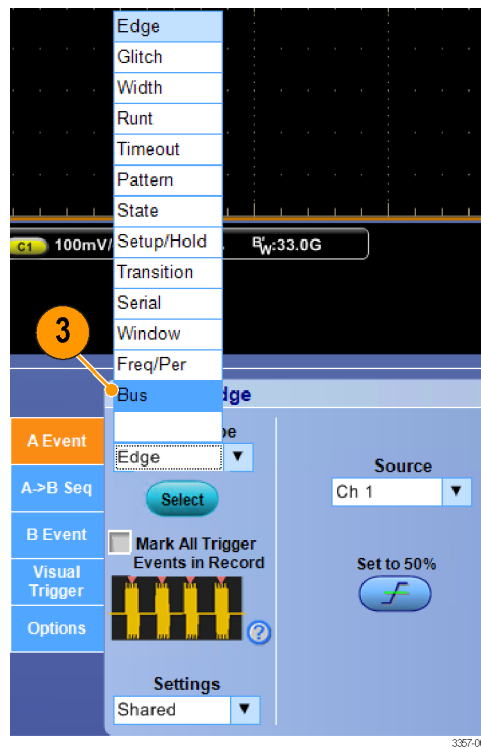 Edge
Glitch
Width
Runt
Timeout
Pattern
State
Setup/Hold
C1 100mV/
BW:33.0G
Transition
Serial
Window
3
Freq/Per
Bus
dge
A Event
pe
Edge
Source
A->B Seq
Ch 1
Select
B Event
Mark All Trigger
Events in Record
Set to 50%
Visual
Trigger
Options
?
Settings
Shared